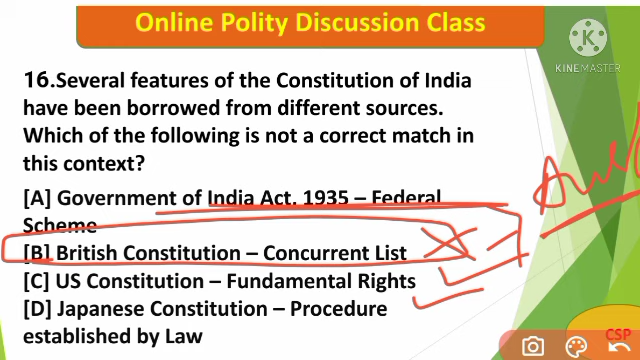 Online Polity Discussion Class
KINEMASTER
16.Several features of the Constitution of India
have been borrowed from different sources.
Which of the following is not a correct match in
this context?
[A] Government of India Act, 1935 – Federal
Scheme
[B] British Constitution – Concurrent List
[C] US Constitution – Fundamental Rights
[D] Japanese Constitution – Procedure
established by Law
CSP